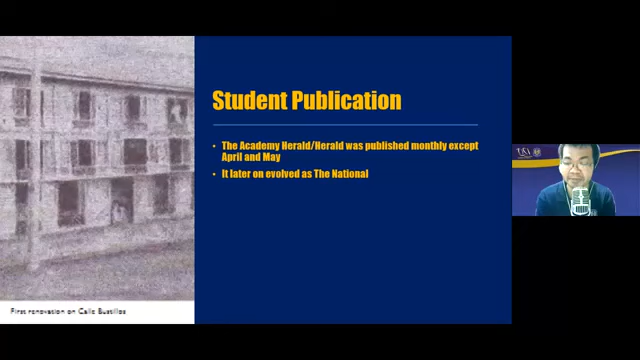 Student Publication
• The Academy Herald/Herald was published monthly except
April and May
• It later on evolved as The National
First renovation on Calle Bustillos